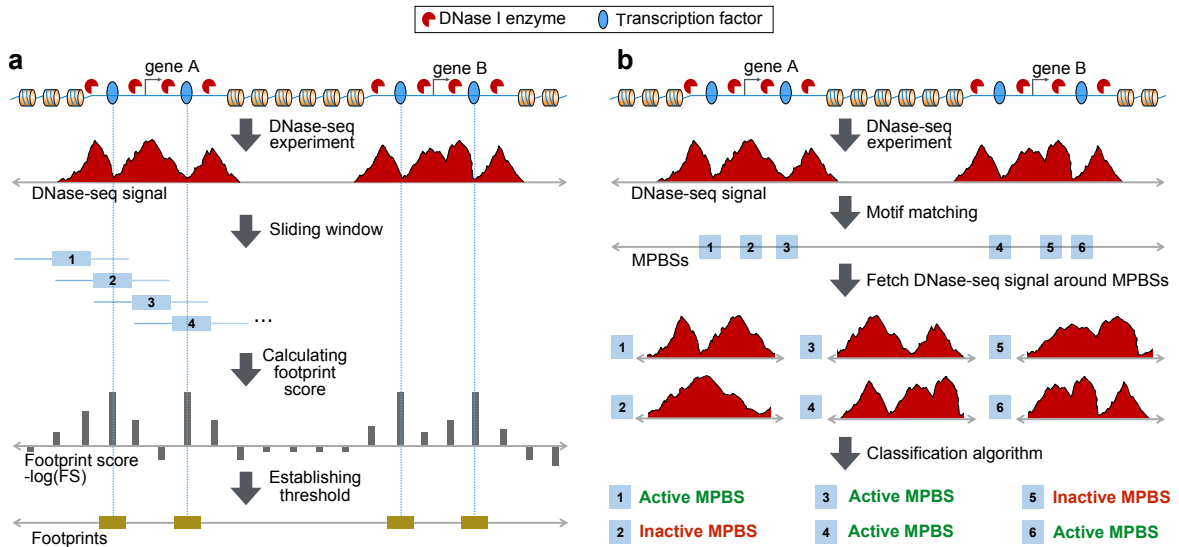 DNase I enzyme
Transcription factor
a
gene A
gene B
DNase-seq
experiment
DNase-seq signal
Sliding window
1
2
3
4
...
Calculating
footprint
score
Footprint score
-log(FS)
Establishing
threshold
Footprints
b
gene A
gene B
DNase-seq
experiment
DNase-seq signal
Motif matching
1 2 3 4 5 6
MPBSs
Fetch DNase-seq signal around MPBSs
1 3 5
2 4 6
Classification algorithm
1 Active MPBS 3 Active MPBS 5 Inactive MPBS
2 Inactive MPBS 4 Active MPBS 6 Active MPBS